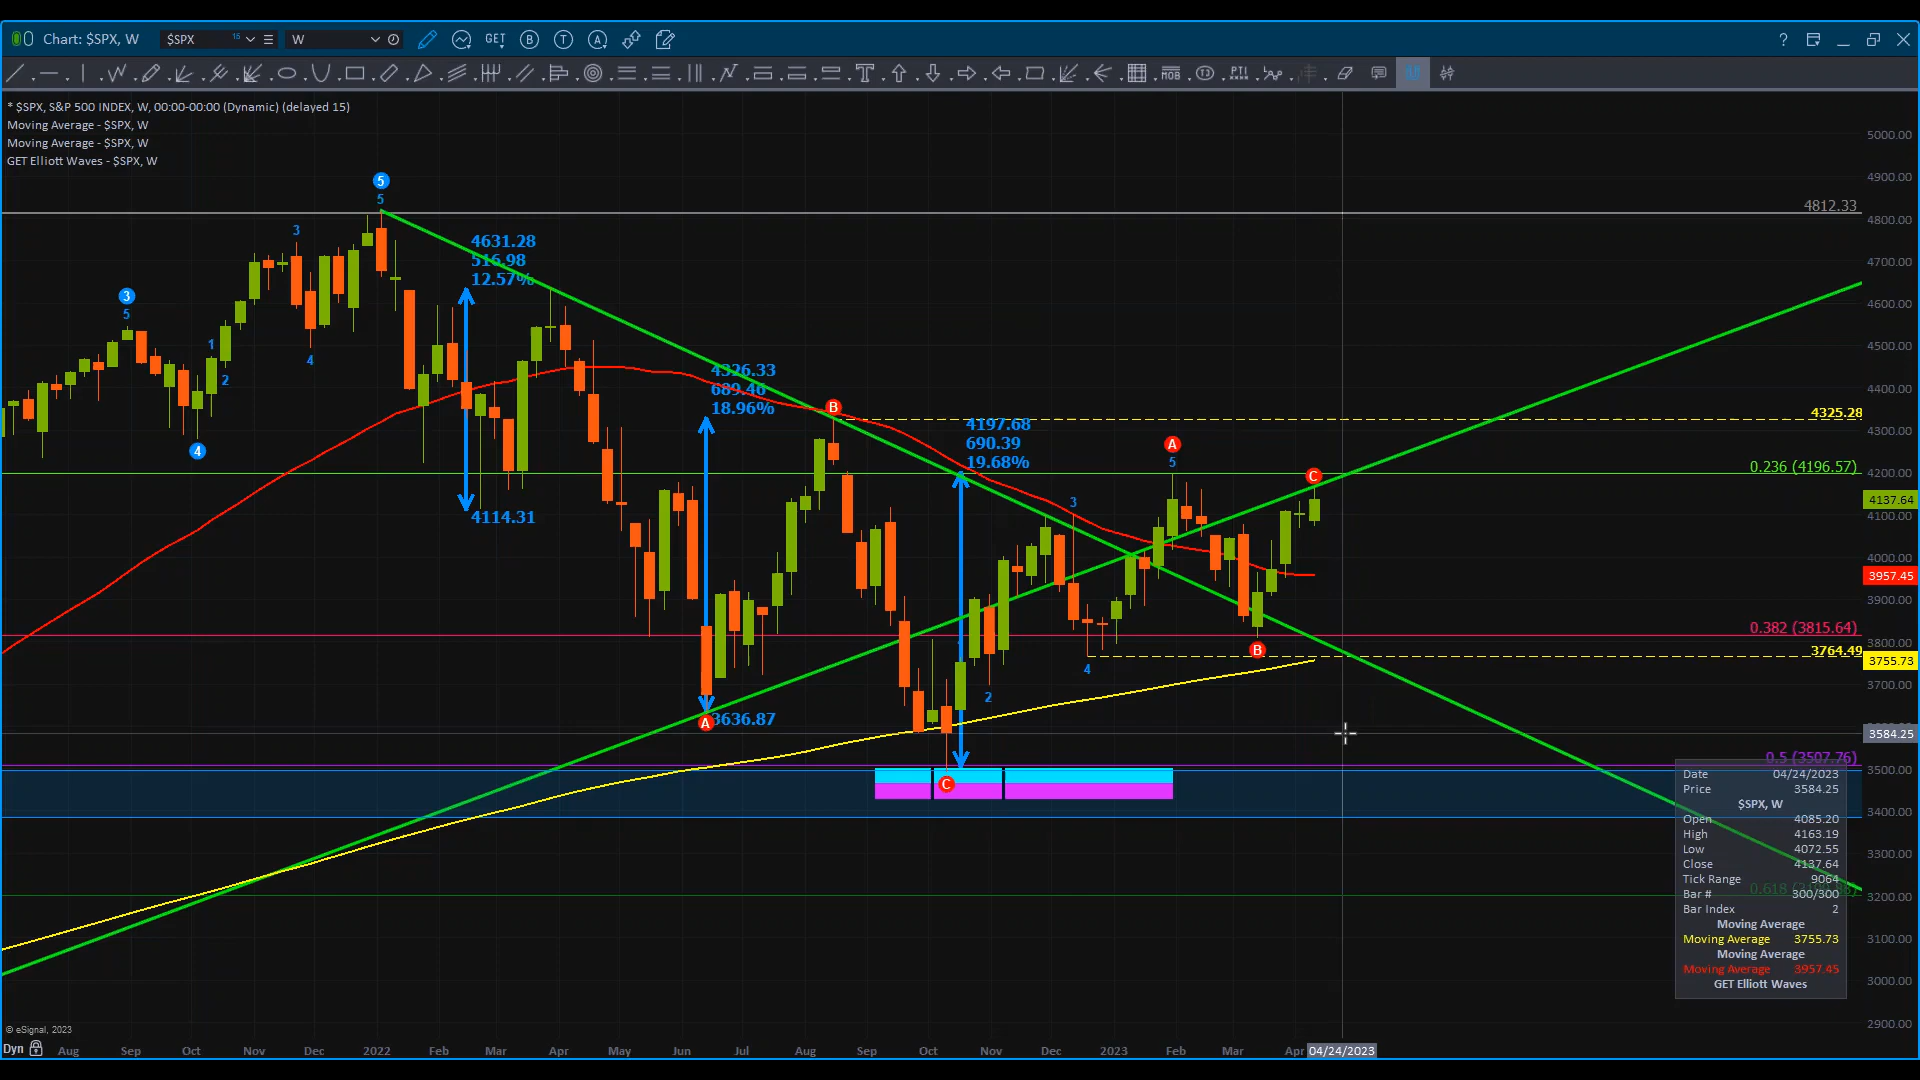 Chart: $SPX, W
$SPX
15
W
GET
B
T
A
?
MOB
PTI
* $SPX, S&P 500 INDEX, W, 00:00-00:00 (Dynamic) (delayed 15)
Moving Average - $SPX, W
Moving Average - $SPX, W
GET Elliott Waves - $SPX, W
5000.00
4900.00
4800.00
4700.00
4600.00
4500.00
4400.00
4300.00
4200.00
4100.00
4000.00
3900.00
3800.00
3700.00
3500.00
3400.00
3300.00
3200.00
3100.00
3000.00
2900.00
5
5
4812.33
3
4631.28
516.98
12.57%
3
5
1
4
2
4
4114.31
4326.33
689.46
18.96%
B
4325.28
4197.68
690.39
19.68%
A
5
0.236 (4196.57)
C
4137.64
3
3957.45
0.382 (3815.64)
B
3764.49
3755.73
4
2
A
3636.87
3584.25
0.5 (3507.76)
C
Date 04/24/2023
Price 3584.25
$SPX, W
Open 4085.20
High 4163.19
Low 4072.55
Close 4137.64
Tick Range 9064
Bar # 300/300
Bar Index 2
Moving Average
Moving Average 3755.73
Moving Average
Moving Average 3957.45
GET Elliott Waves
0.618
© eSignal, 2023
Dyn
Aug
Sep
Oct
Nov
Dec
2022
Feb
Mar
Apr
May
Jun
Jul
Aug
Sep
Oct
Nov
Dec
2023
Feb
Mar
Apr
04/24/2023